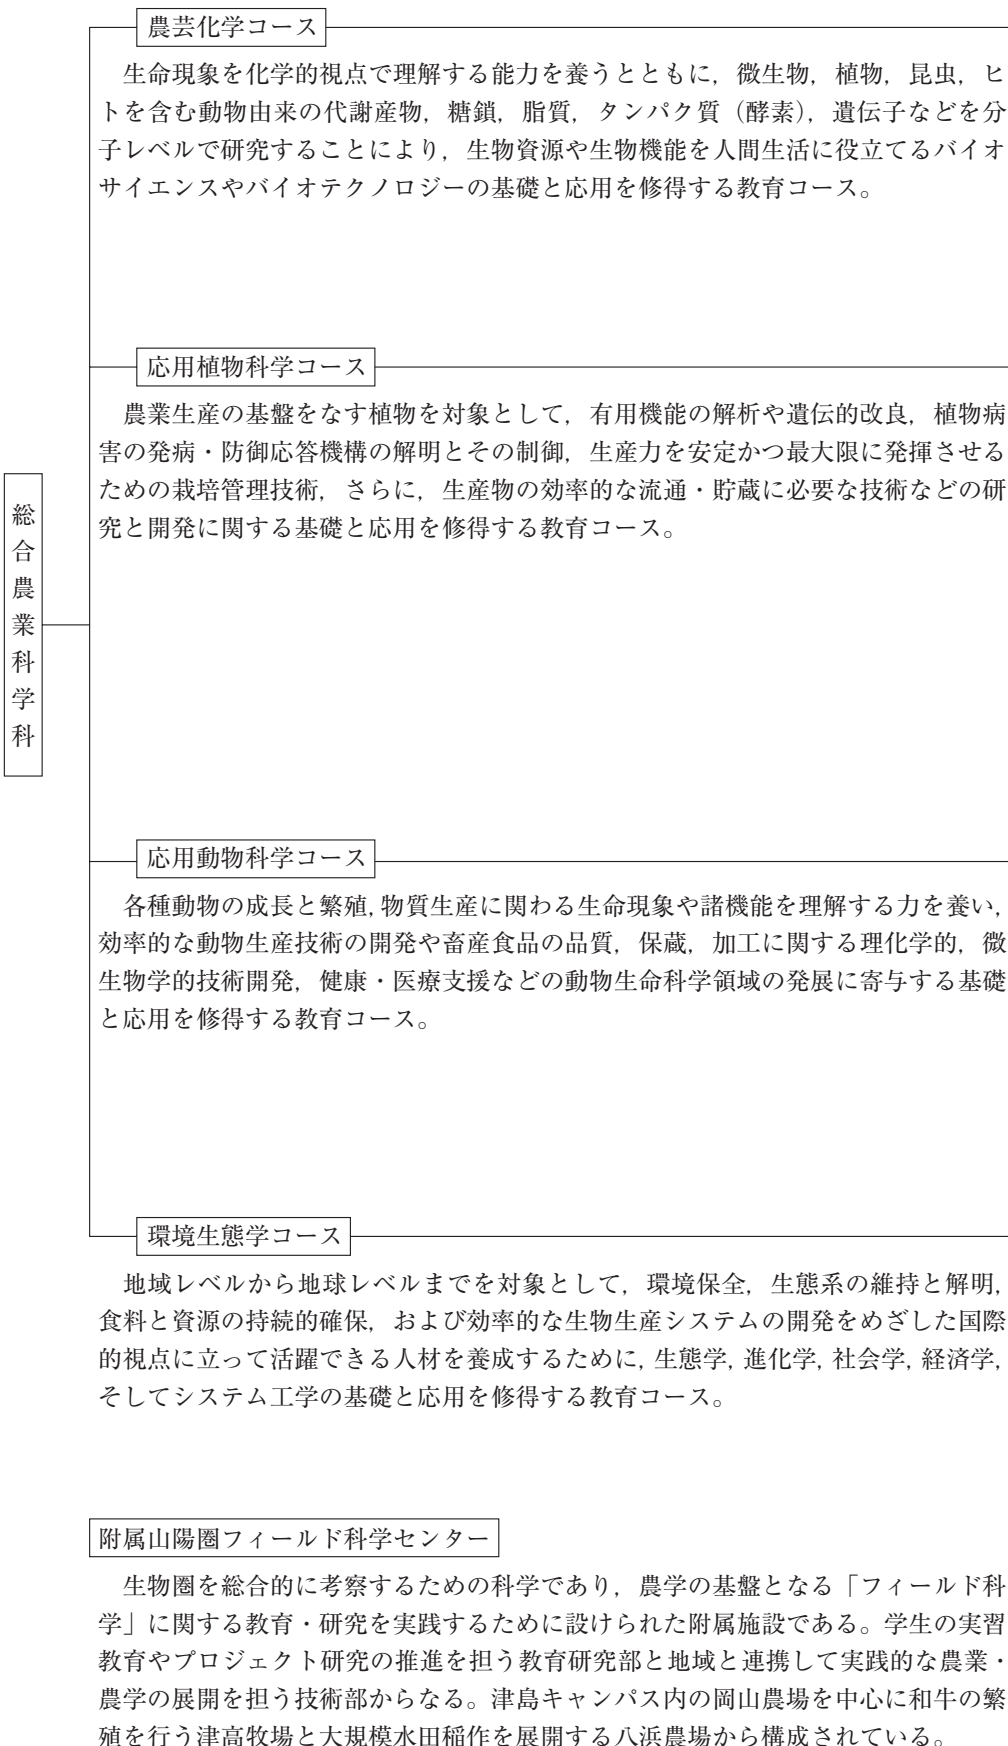 農芸化学コース
生命現象を化学的視点で理解する能力を養うとともに，微生物，植物，昆虫，ヒ
トを含む動物由来の代謝産物，糖鎖，脂質，タンパク質（酵素），遺伝子などを分
子レベルで研究することにより，生物資源や生物機能を人間生活に役立てるバイオ
サイエンスやバイオテクノロジーの基礎と応用を修得する教育コース。
応用植物科学コース
農業生産の基盤をなす植物を対象として，有用機能の解析や遺伝的改良，植物病
害の発病・防御応答機構の解明とその制御，生産力を安定かつ最大限に発揮させる
ための栽培管理技術，さらに，生産物の効率的な流通・貯蔵に必要な技術などの研
究と開発に関する基礎と応用を修得する教育コース。
総合農業科学科
応用動物科学コース
各種動物の成長と繁殖，物質生産に関わる生命現象や諸機能を理解する力を養い，
効率的な動物生産技術の開発や畜産食品の品質，保蔵，加工に関する理化学的，微
生物学的技術開発，健康・医療支援などの動物生命科学領域の発展に寄与する基礎
と応用を修得する教育コース。
環境生態学コース
地域レベルから地球レベルまでを対象として，環境保全，生態系の維持と解明，
食料と資源の持続的確保，および効率的な生物生産システムの開発をめざした国際
的視点に立って活躍できる人材を養成するために，生態学，進化学，社会学，経済学，
そしてシステム工学の基礎と応用を修得する教育コース。
附属山陽圏フィールド科学センター
生物圏を総合的に考察するための科学であり，農学の基盤となる「フィールド科
学」に関する教育・研究を実践するために設けられた附属施設である。学生の実習
教育やプロジェクト研究の推進を担う教育研究部と地域と連携して実践的な農業・
農学の展開を担う技術部からなる。津島キャンパス内の岡山農場を中心に和牛の繁
殖を行う津高牧場と大規模水田稲作を展開する八浜農場から構成されている。